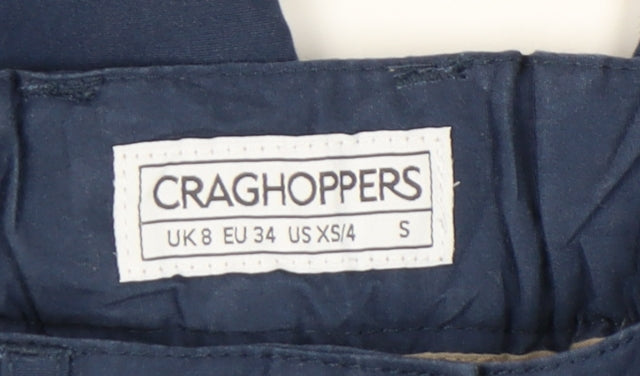 CRAGHOPPERS
UK 8 EU 34 US XS/4 S